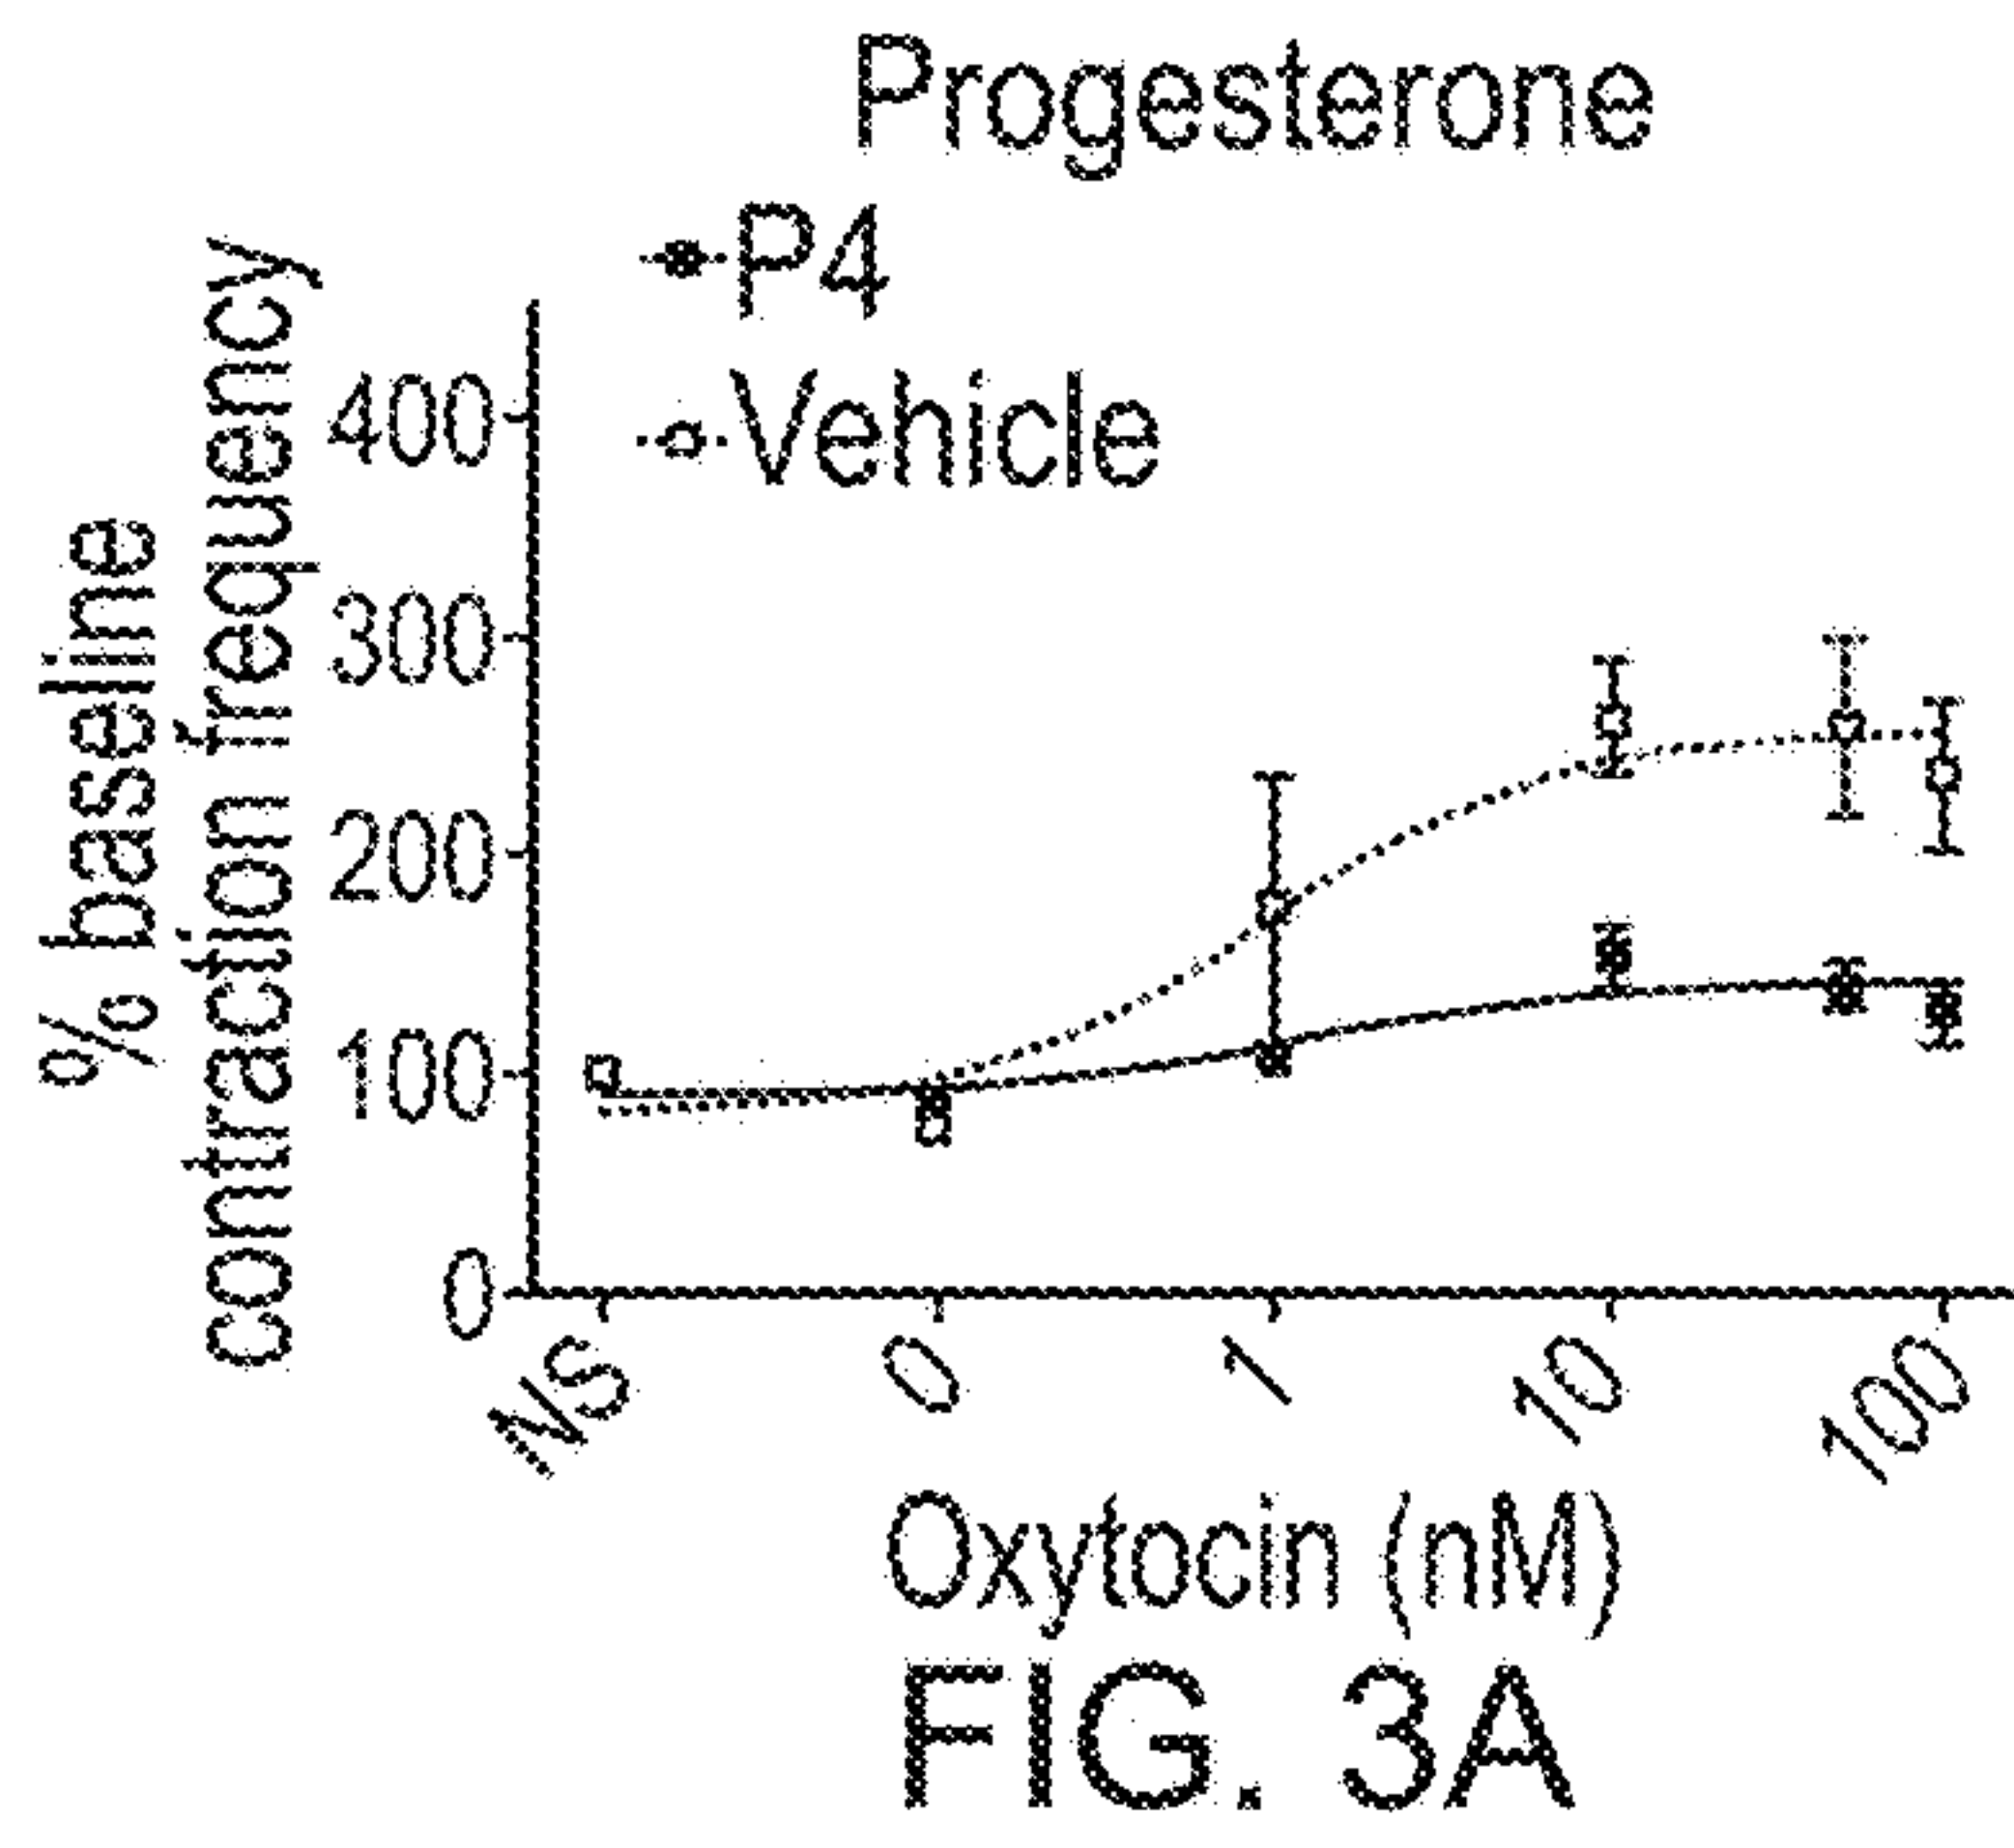 Progesterone
P4
Vehicle
% baseline
contraction frequency
400
300
200
100
0
NS
0
1
10
100
Oxytocin (nM)
FIG. 3A